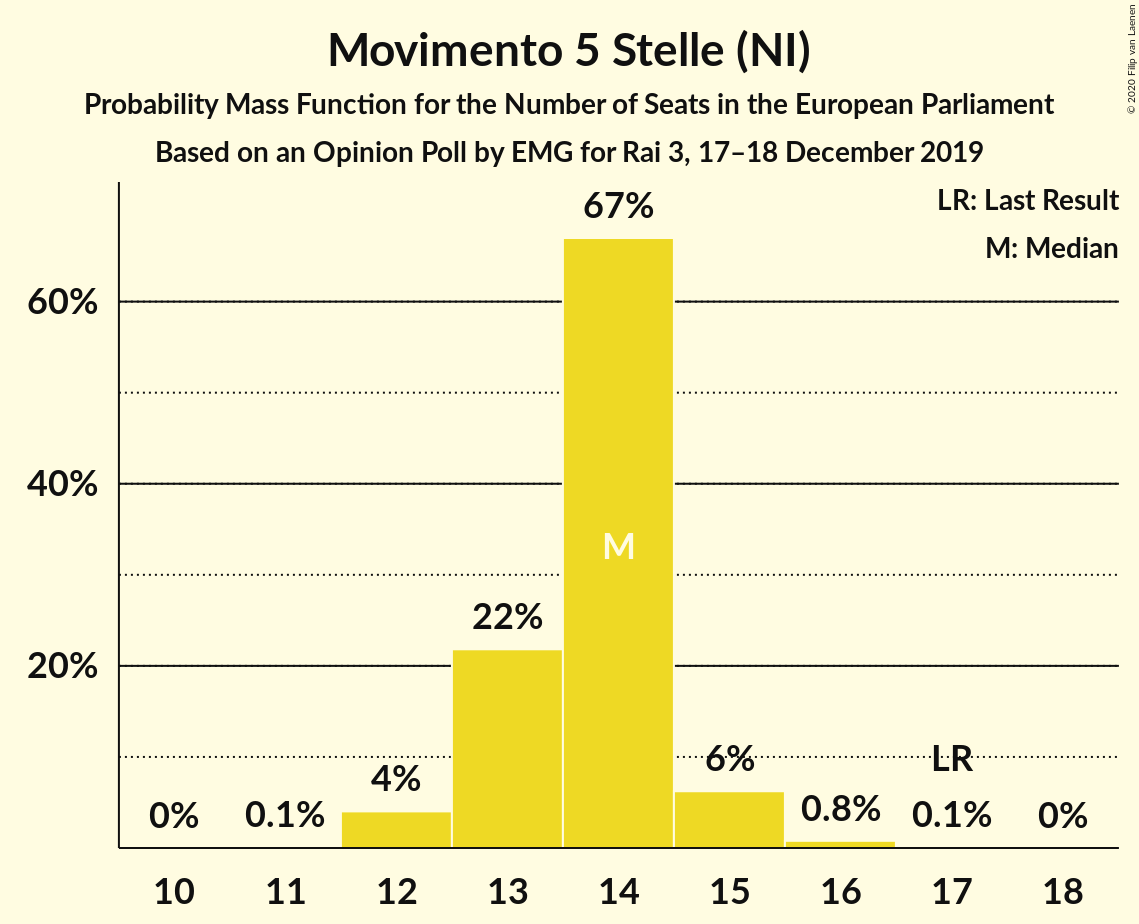 Movimento 5 Stelle (NI)
Probability Mass Function for the Number of Seats in the European Parliament
Based on an Opinion Poll by EMG for Rai 3, 17–18 December 2019
© 2020 Filip van Laenen
LR: Last Result
M: Median
67%
60%
40%
M
22%
20%
4%
6%
LR
0%
0.1%
0.8%
0.1%
0%
10 11 12 13 14 15 16 17 18